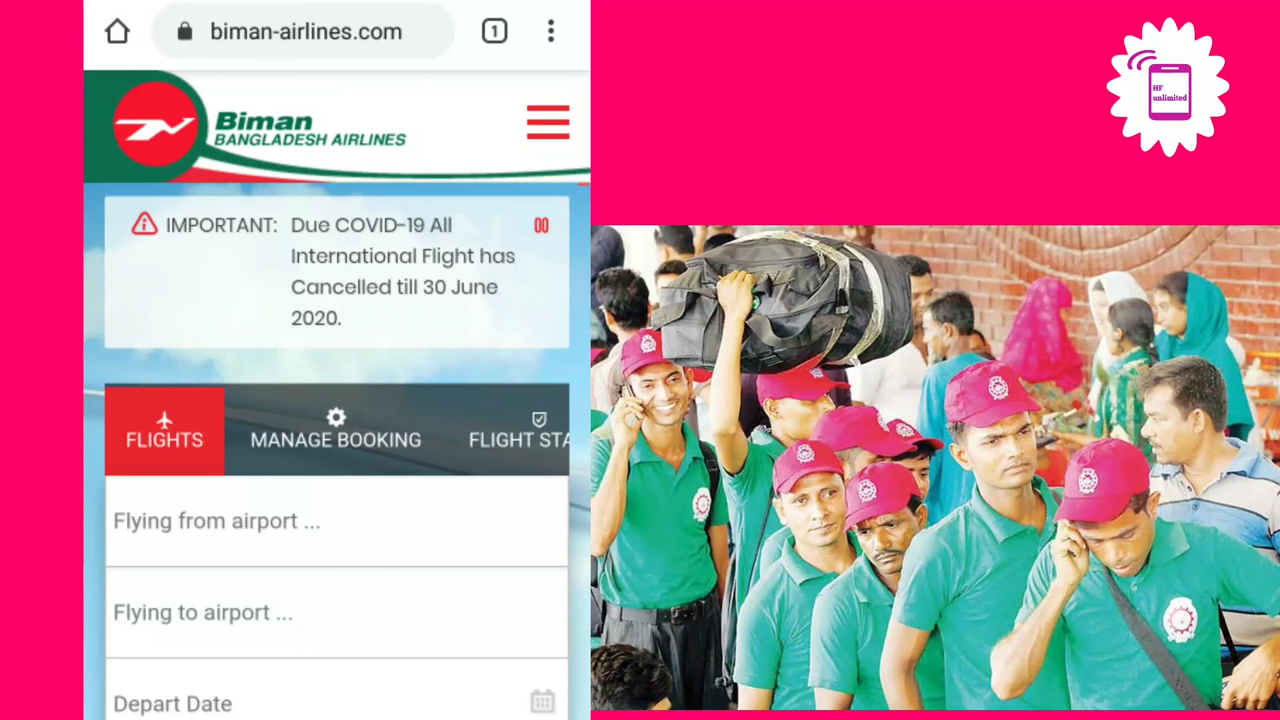 1
biman-airlines.com
Biman
BANGLADESH AIRLINES
IMPORTANT: Due COVID-19 All
International Flight has
Cancelled till 30 June
2020.
FLIGHTS
MANAGE BOOKING
FLIGHT STA
Flying from airport ...
Flying to airport ...
Depart Date
HF
unlimited